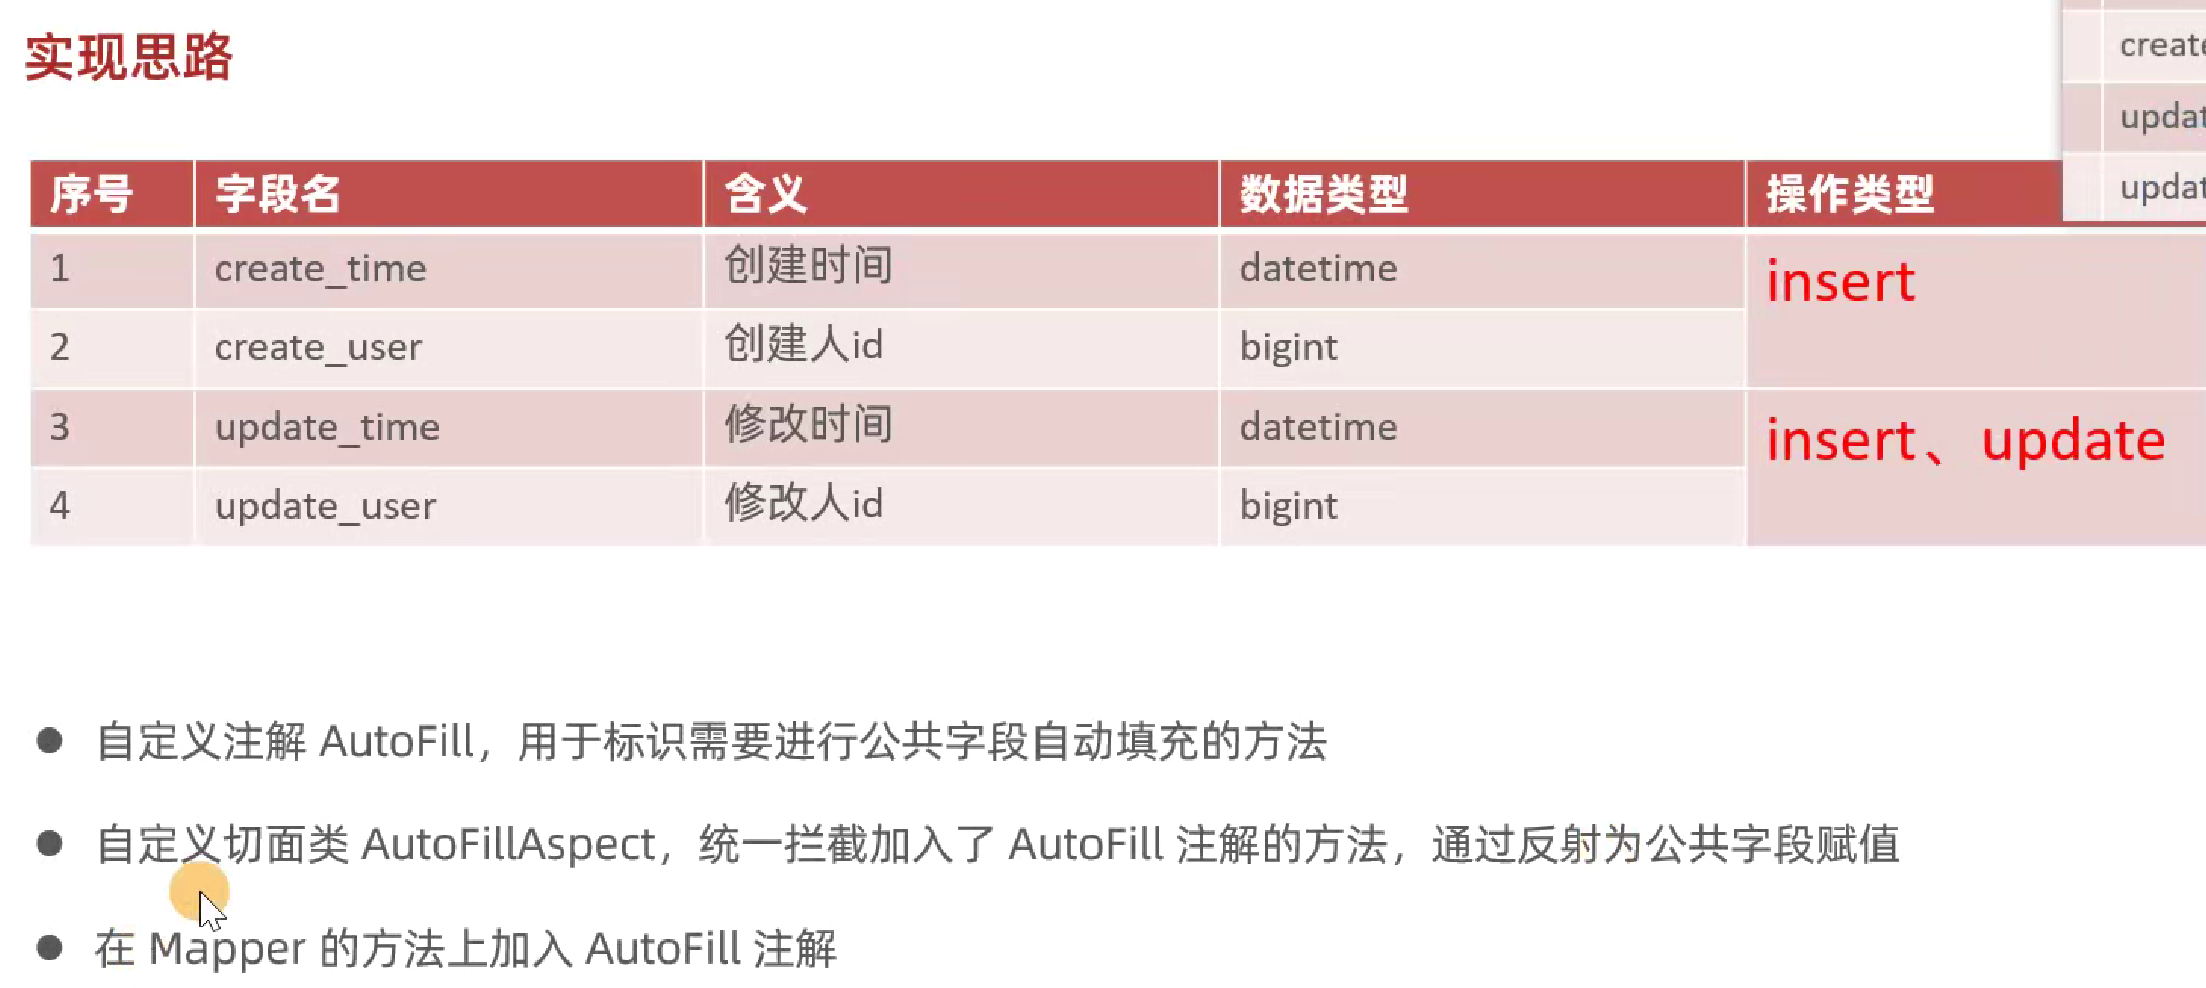 实现思路
create
updat
updat
序号 字段名 含义 数据类型 操作类型
1 create_time 创建时间 datetime insert
2 create_user 创建人id bigint
3 update_time 修改时间 datetime insert、update
4 update_user 修改人id bigint
自定义注解 AutoFill，用于标识需要进行公共字段自动填充的方法
自定义切面类 AutoFillAspect，统一拦截加入了 AutoFill 注解的方法，通过反射为公共字段赋值
在 Mapper 的方法上加入 AutoFill 注解